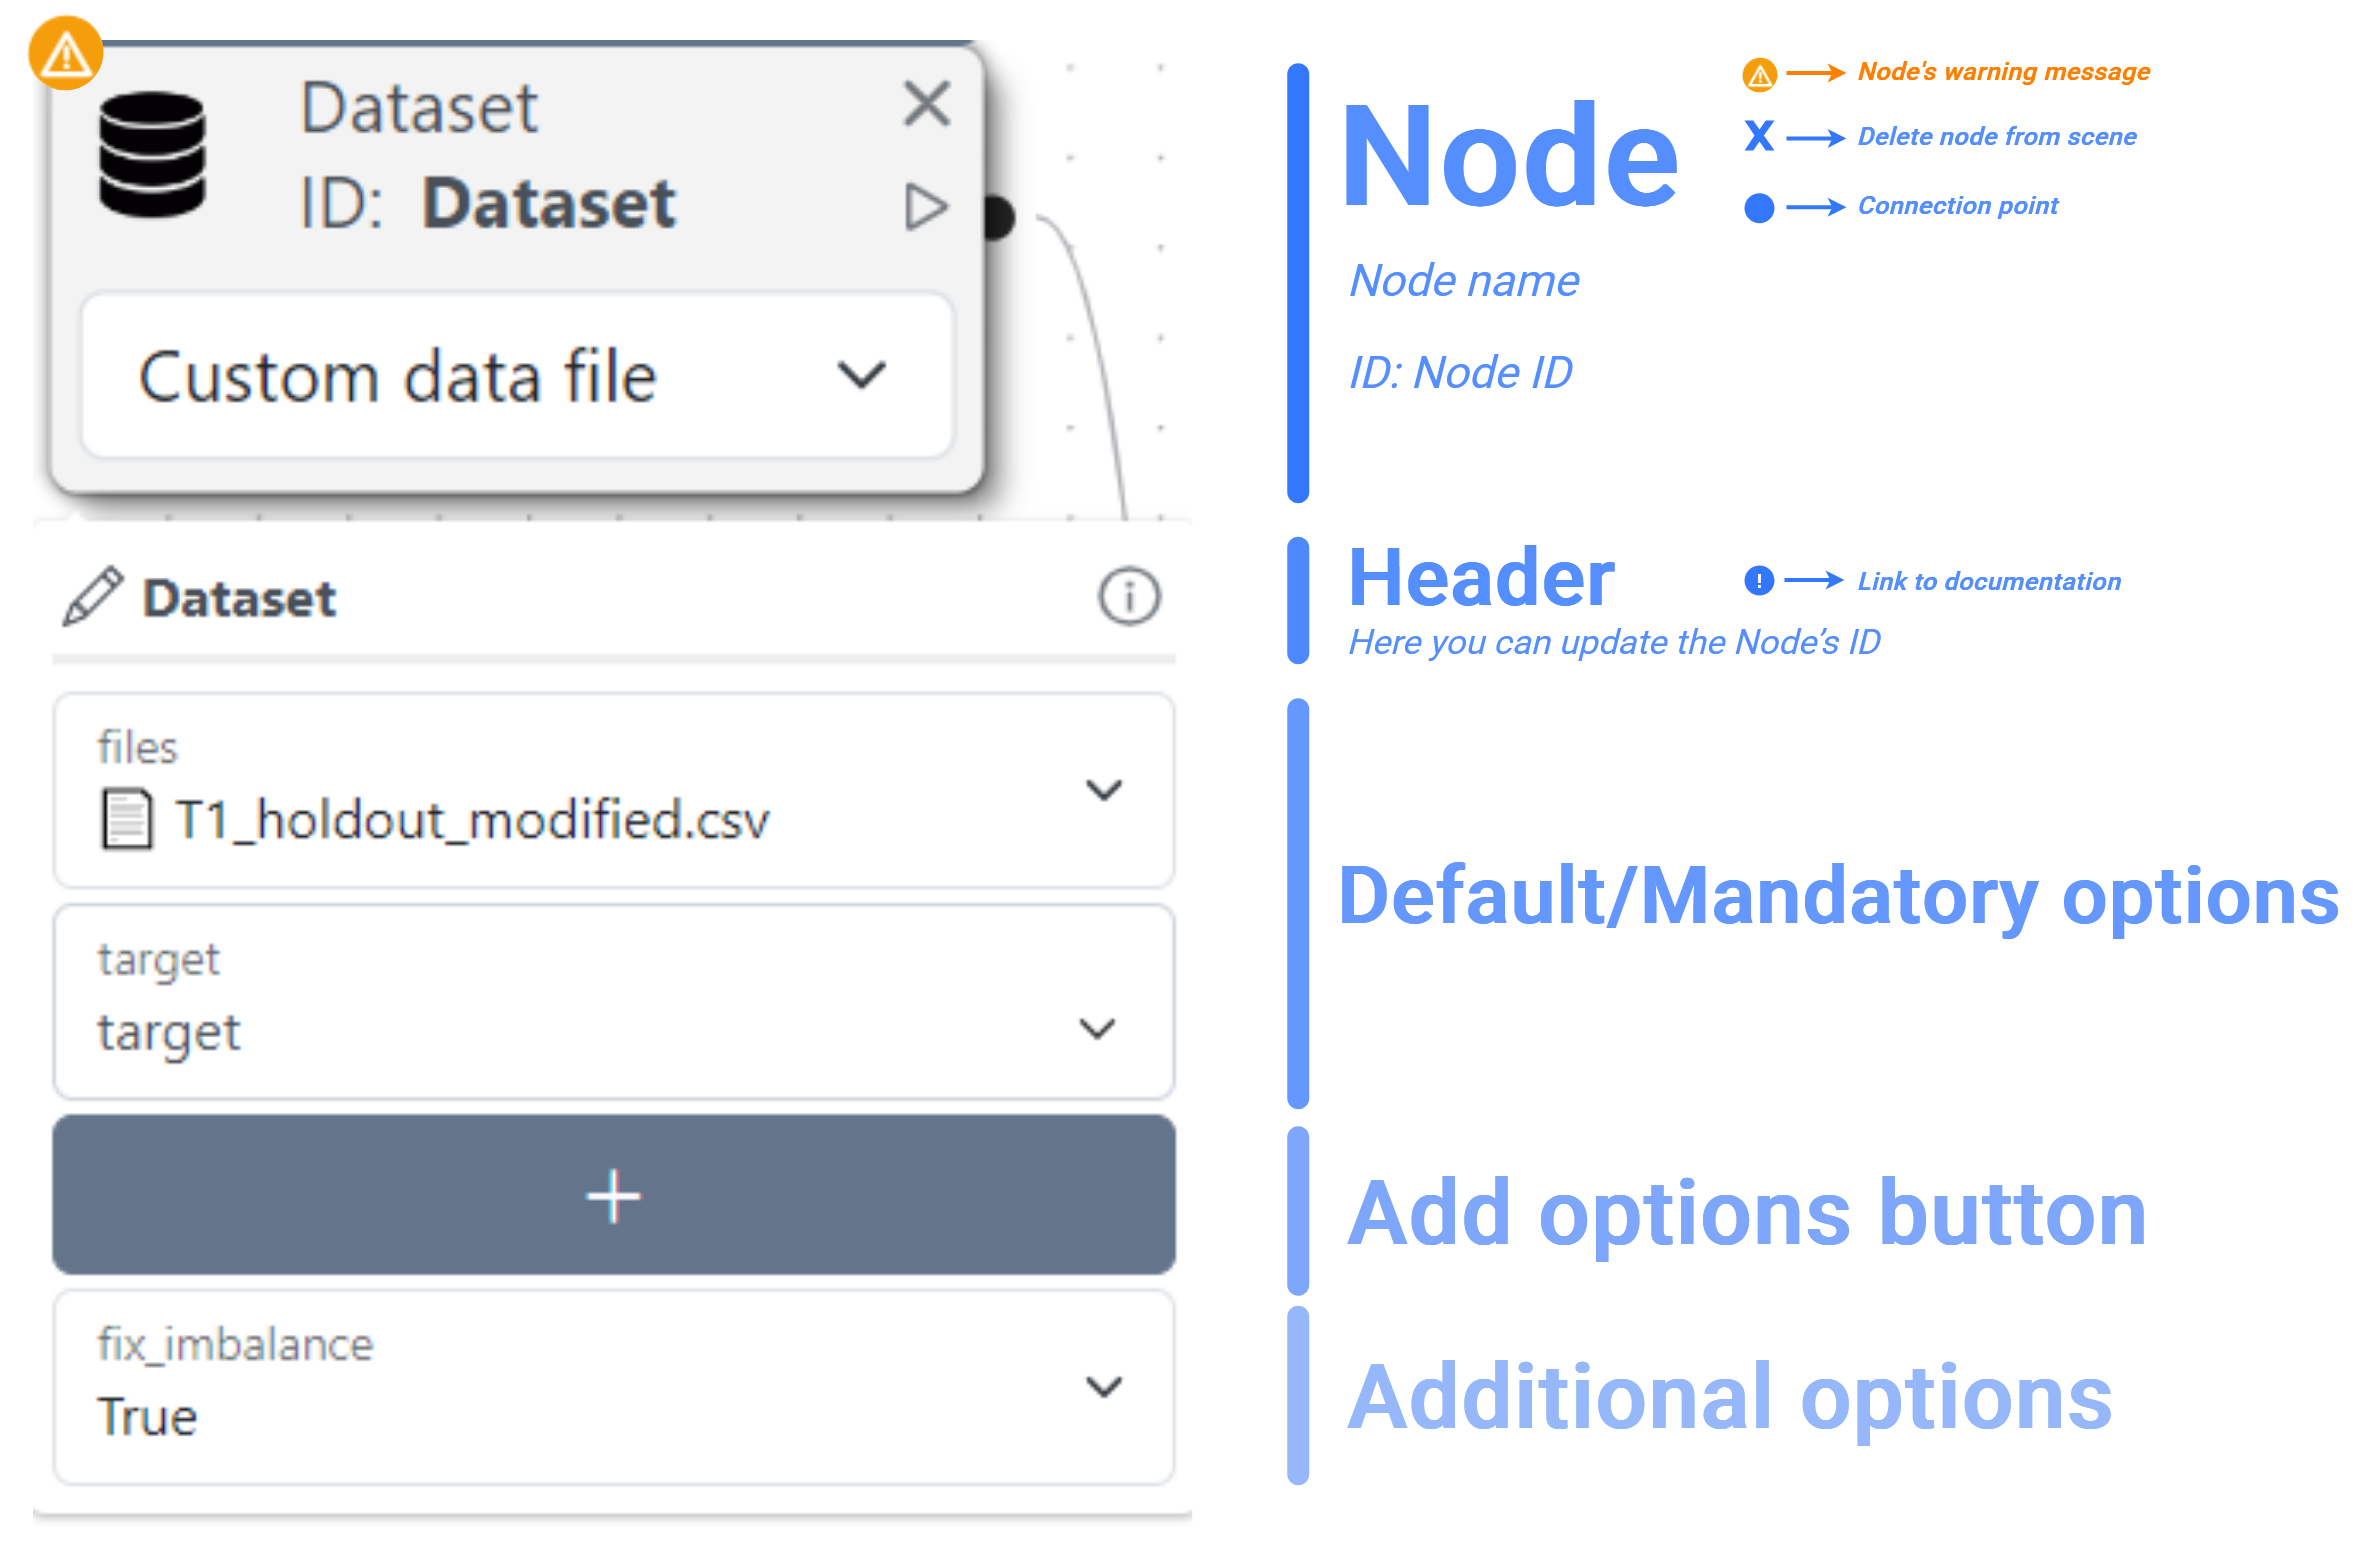 Dataset
ID: Dataset
Custom data file
Dataset
files
T1_holdout_modified.csv
target
target
+
fix_imbalance
True
Node
Node's warning message
X Delete node from scene
Connection point
Node name
ID: Node ID
Header
! Link to documentation
Here you can update the Node’s ID
Default/Mandatory options
Add options button
Additional options